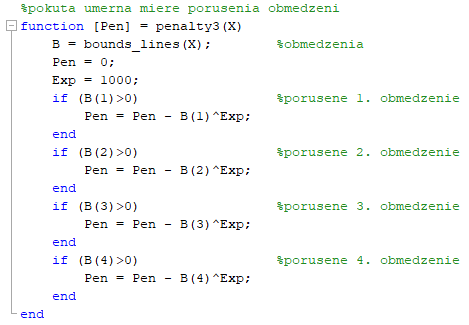 %pokuta umerna miere porusenia obmedzeni
function [Pen] = penalty3(X)
B = bounds_lines(X); %obmedzenia
Pen = 0;
Exp = 1000;
if (B(1)>0) %porusene 1. obmedzenie
Pen = Pen - B(1)^Exp;
end
if (B(2)>0) %porusene 2. obmedzenie
Pen = Pen - B(2)^Exp;
end
if (B(3)>0) %porusene 3. obmedzenie
Pen = Pen - B(3)^Exp;
end
if (B(4)>0) %porusene 4. obmedzenie
Pen = Pen - B(4)^Exp;
end
end